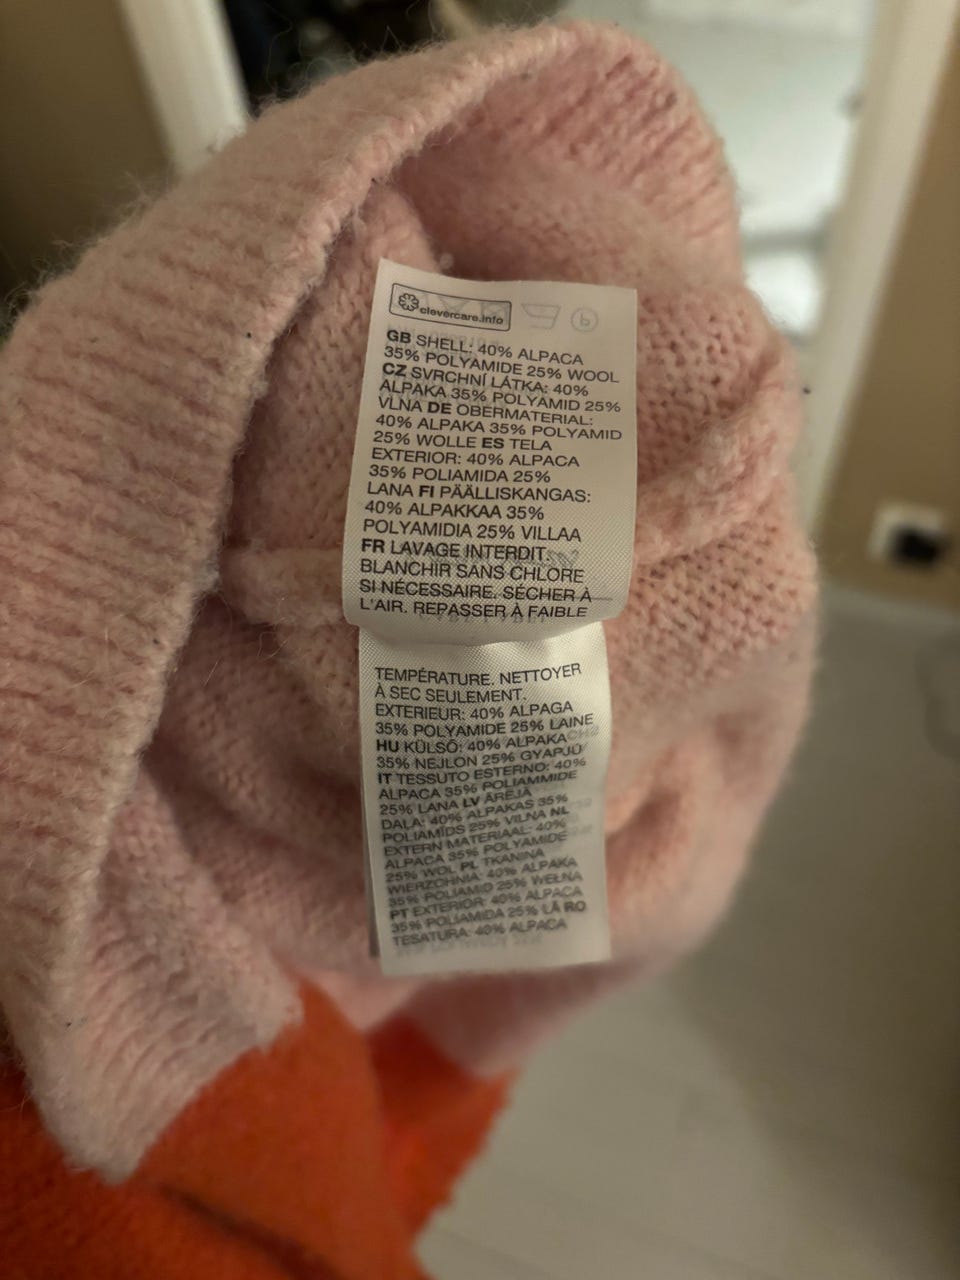 clevercare.info
GB SHELL: 40% ALPACA
35% POLYAMIDE 25% WOOL
CZ SVRCHNÍ LÁTKA: 40%
ALPAKA 35% POLYAMID 25%
VLNA DE OBERMATERIAL:
40% ALPAKA 35% POLYAMID
25% WOLLE ES TELA
EXTERIOR: 40% ALPACA
35% POLIAMIDA 25%
LANA FI PÄÄLLISKANGAS:
40% ALPAKKAA 35%
POLYAMIDIA 25% VILLAA
FR LAVAGE INTERDIT.
BLANCHIR SANS CHLORE
SI NÉCESSAIRE. SÉCHER À
L'AIR. REPASSER À FAIBLE
TEMPÉRATURE. NETTOYER
À SEC SEULEMENT.
EXTERIEUR: 40% ALPAGA
35% POLYAMIDE 25% LAINE
HU KÜLSŐ: 40% ALPAKA
35% NEJLON 25% GYAPJÚ
IT TESSUTO ESTERNO: 40%
ALPACA 35% POLIAMMIDE
25% LANA LV ĀRĒJĀ
DAĻA: 40% ALPAKAS 35%
POLIAMĪDS 25% VILNA NL
EXTERN MATERIAAL: 40%
ALPACA 35% POLYAMIDE
25% WOL PL TKANINA
WIERZCHNIA: 40% ALPAKA
35% POLIAMID 25% WEŁNA
PT EXTERIOR: 40% ALPACA
35% POLIAMIDA 25% LÃ RO
TESATURA: 40% ALPACA